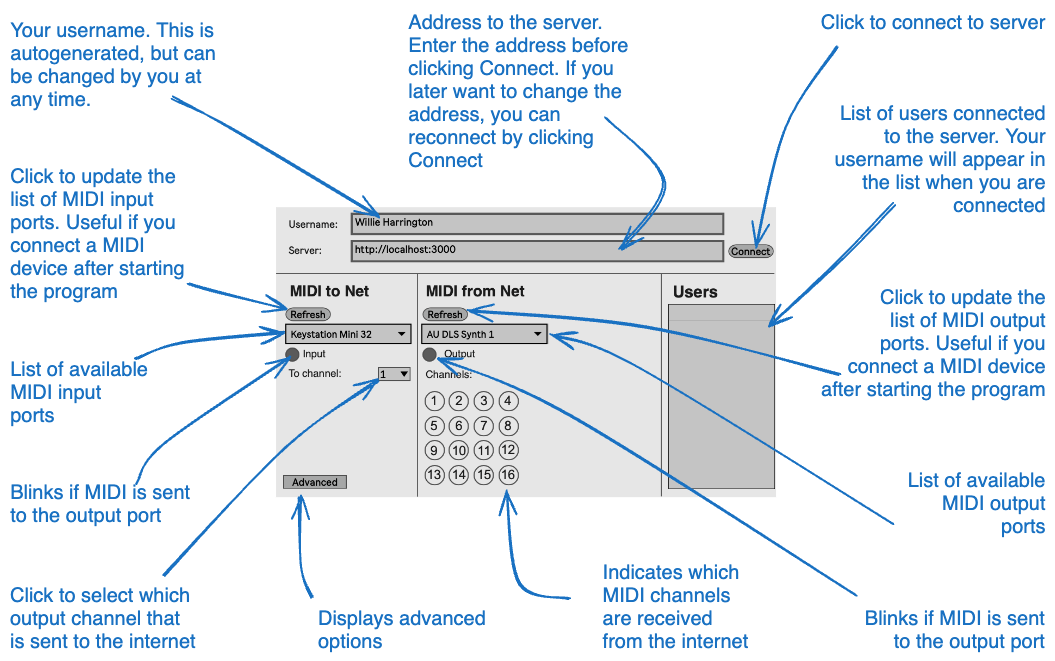 Your username. This is
autogenerated, but can
be changed by you at
any time.
Address to the server.
Enter the address before
clicking Connect. If you
later want to change the
address, you can
reconnect by clicking
Connect
Click to connect to server
List of users connected
to the server. Your
username will appear in
the list when you are
connected
Click to update the
list of MIDI input
ports. Useful if you
connect a MIDI
device after starting
the program
Username:
Willie Harrington
Server:
http://localhost:3000
Connect
MIDI to Net
Refresh
Keystation Mini 32
Input
To channel:
1
Advanced
MIDI from Net
Refresh
AU DLS Synth 1
Output
Channels:
1 2 3 4
5 6 7 8
9 10 11 12
13 14 15 16
Users
Click to update the
list of MIDI output
ports. Useful if you
connect a MIDI device
after starting the program
List of available
MIDI input
ports
Blinks if MIDI is sent
to the output port
List of available
MIDI output
ports
Click to select which
output channel that
is sent to the internet
Displays advanced
options
Indicates which
MIDI channels
are received
from the internet
Blinks if MIDI is sent
to the output port